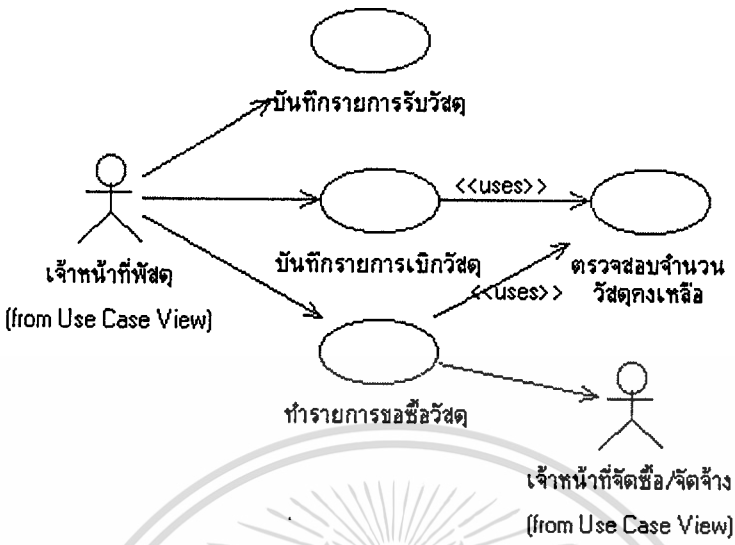 บันทึกรายการรับวัสดุ
<<uses>>
เจ้าหน้าที่พัสดุ
(from Use Case View)
บันทึกรายการเบิกวัสดุ
ตรวจสอบจำนวน
วัสดุคงเหลือ
<<uses>>
ทำรายการขอซื้อวัสดุ
เจ้าหน้าที่จัดซื้อ/จัดจ้าง
(from Use Case View)